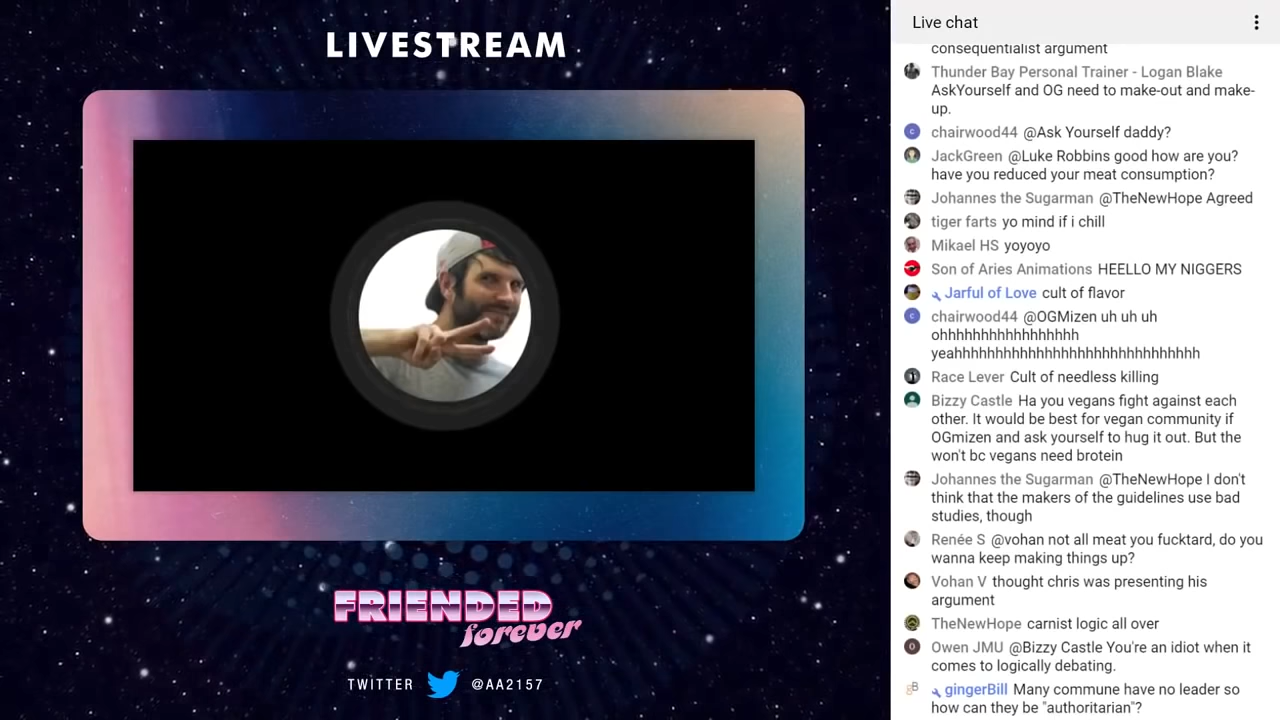 LIVESTREAM
FRIENDED
forever
TWITTER @AA2157
Live chat
consequentialist argument
Thunder Bay Personal Trainer - Logan Blake
AskYourself and OG need to make-out and make-
up.
C chairwood44 @Ask Yourself daddy?
JackGreen @Luke Robbins good how are you?
have you reduced your meat consumption?
Johannes the Sugarman @TheNewHope Agreed
tiger farts yo mind if i chill
Mikael HS yoyoyo
Son of Aries Animations HEELLO MY NIGGERS
Jarful of Love cult of flavor
C chairwood44 @OGMizen uh uh uh
ohhhhhhhhhhhhhhhhhh
yeahhhhhhhhhhhhhhhhhhhhhhhhhhhhhh
Race Lever Cult of needless killing
Bizzy Castle Ha you vegans fight against each
other. It would be best for vegan community if
OGmizen and ask yourself to hug it out. But the
won't bc vegans need brotein
Johannes the Sugarman @TheNewHope I don't
think that the makers of the guidelines use bad
studies, though
Renée S @vohan not all meat you fucktard, do you
wanna keep making things up?
Vohan V thought chris was presenting his
argument
TheNewHope carnist logic all over
O Owen JMU @Bizzy Castle You're an idiot when it
comes to logically debating.
gB gingerBill Many commune have no leader so
how can they be "authoritarian"?